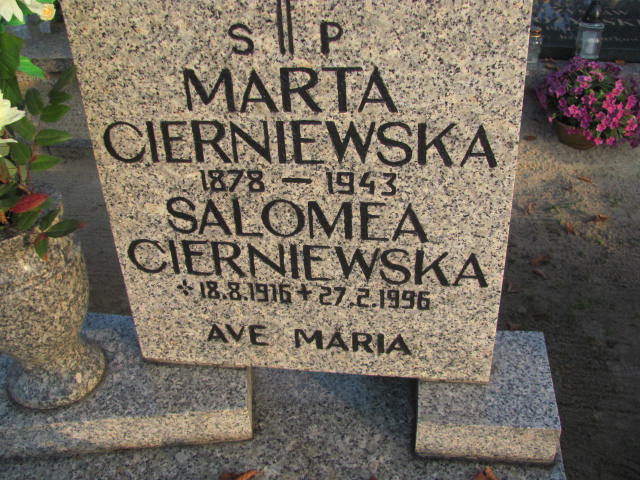 S P
MARTA
CIERNIEWSKA
1878 - 1943
SALOMEA
CIERNIEWSKA
* 18.8.1916 + 27.2.1996
AVE MARIA